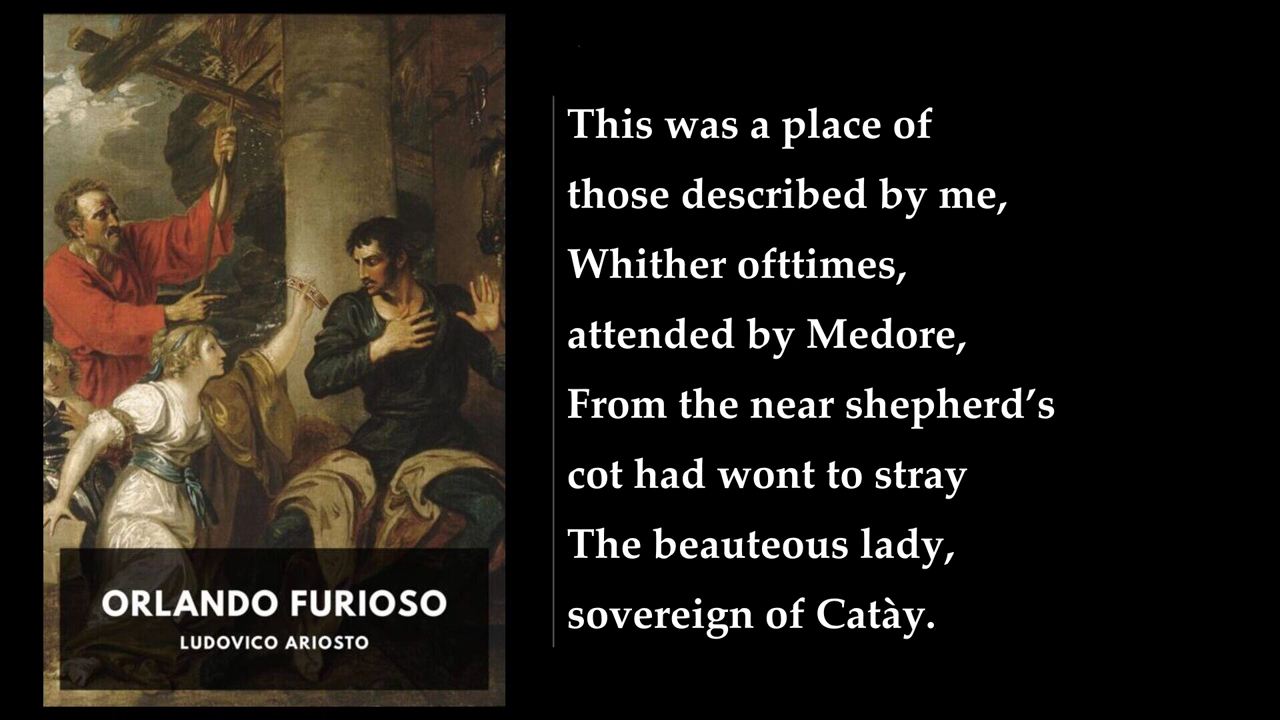 ORLANDO FURIOSO
LUDOVICO ARIOSTO
This was a place of
those described by me,
Whither ofttimes,
attended by Medore,
From the near shepherd’s
cot had wont to stray
The beauteous lady,
sovereign of Catày.